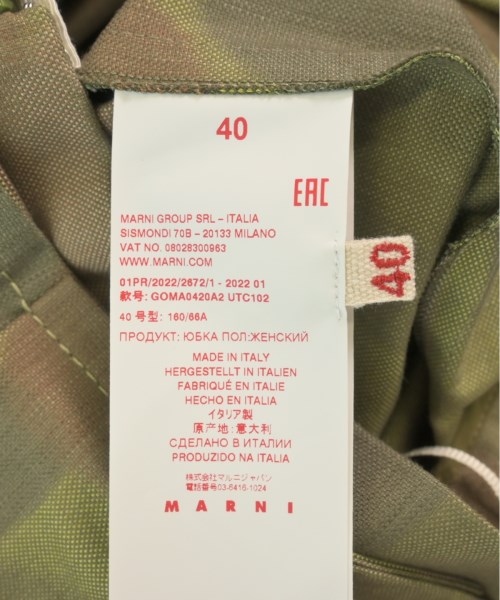 40
EAC
MARNI GROUP SRL – ITALIA
SISMONDI 70B – 20133 MILANO
VAT NO. 08028300963
WWW.MARNI.COM
40
01PR/2022/2672/1 - 2022 01
款号: GOMA0420A2 UTC102
40 号型: 160/66A
ПРОДУКТ: ЮБКА ПОЛ:ЖЕНСКИЙ
MADE IN ITALY
HERGESTELLT IN ITALIEN
FABRIQUÉ EN ITALIE
HECHO EN ITALIA
イタリア製
原产地: 意大利
СДЕЛАНО В ИТАЛИИ
PRODUZIDO NA ITALIA
株式会社マルニジャパン
電話番号03-6416-1024
MARNI